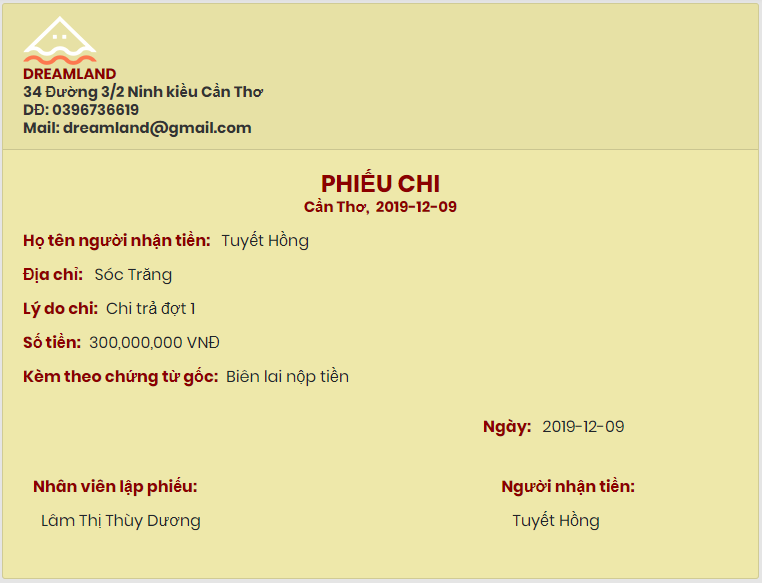 DREAMLAND
34 Đường 3/2 Ninh kiều Cần Thơ
DĐ: 0396736619
Mail: dreamland@gmail.com
PHIẾU CHI
Cần Thơ, 2019-12-09
Họ tên người nhận tiền: Tuyết Hồng
Địa chỉ: Sóc Trăng
Lý do chi: Chi trả đợt 1
Số tiền: 300,000,000 VNĐ
Kèm theo chứng từ gốc: Biên lai nộp tiền
Ngày: 2019-12-09
Nhân viên lập phiếu: Người nhận tiền:
Lâm Thị Thùy Dương Tuyết Hồng